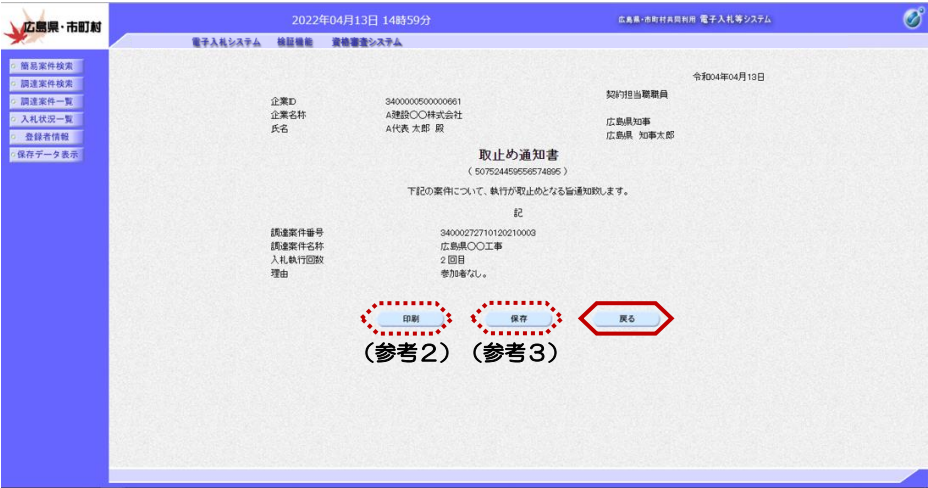 広島県・市町村
2022年04月13日 14時59分
広島県・市町村共同利用 電子入札等システム
電子入札システム 検証機能 資格審査システム
簡易案件検索
調達案件検索
調達案件一覧
入札状況一覧
登録者情報
保存データ表示
令和04年04月13日
企業ID 3400000500000661
企業名称 A建設〇〇株式会社
氏名 A代表 太郎 殿
契約担当職職員
広島県知事
広島県 知事太郎
取止め通知書
( 507524459556574895 )
下記の案件について、執行が取止めとなる旨通知致します。
記
調達案件番号 34000272710120210003
調達案件名称 広島県〇〇工事
入札執行回数 2 回目
理由 参加者なし。
印刷 保存 戻る
(参考2) (参考3)